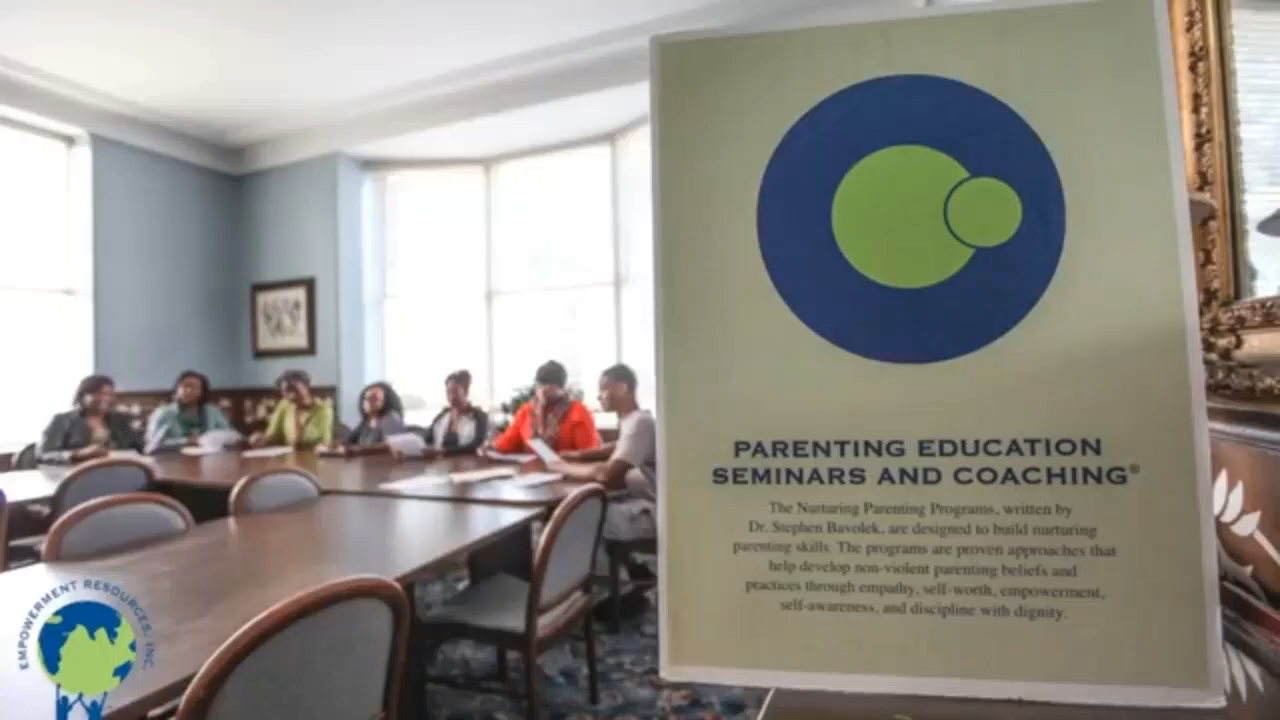 PARENTING EDUCATION
SEMINARS AND COACHING®
The Nurturing Parenting Programs, written by
Dr. Stephen Bavolek, are designed to build nurturing
parenting skills. The programs are proven approaches that
help develop non-violent parenting beliefs and
practices through empathy, self-worth, empowerment,
self-awareness, and discipline with dignity.
EMPOWERMENT RESOURCES, INC.